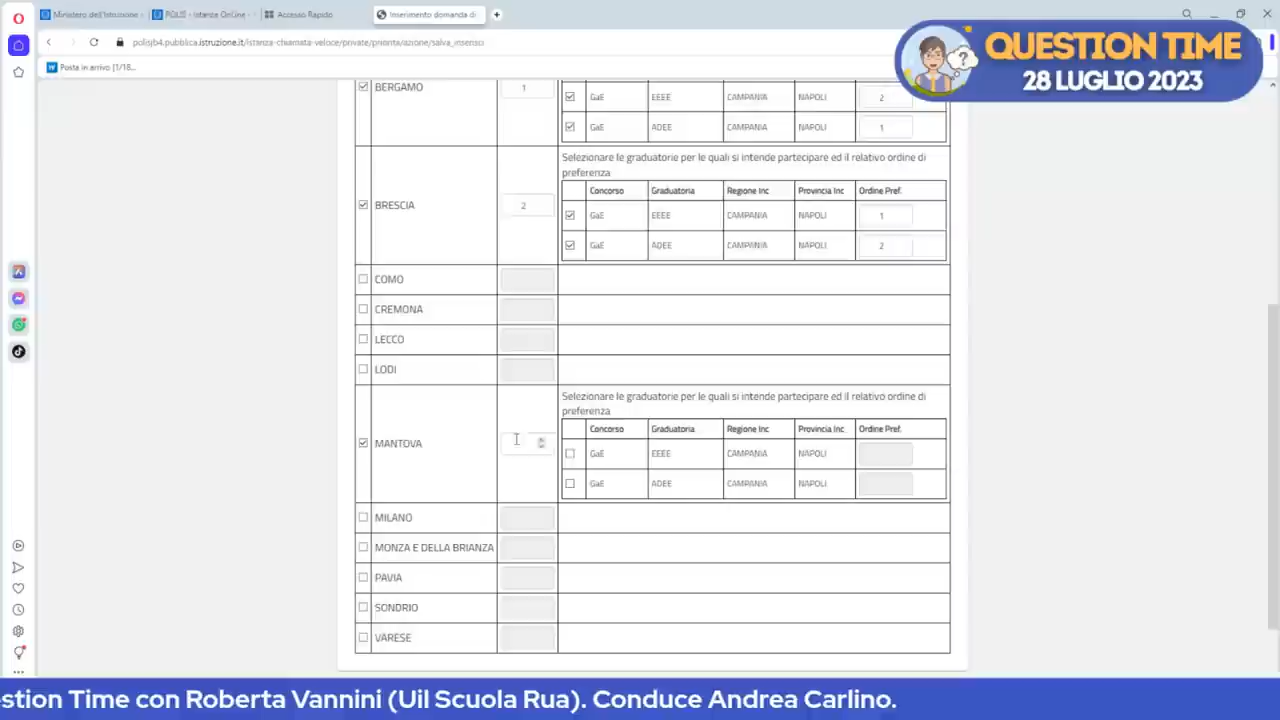 Ministero dell'Istruzione
POLIS - Istanze OnLine -
Accesso Rapido
Inserimento domanda di
polisjb4.pubblica.istruzione.it/istanza-chiamata-veloce/private/priorita/azione/salva_inserisci
Posta in arrivo (1/18...
QUESTION TIME
28 LUGLIO 2023
BERGAMO 1
GaE EEEE CAMPANIA NAPOLI 2
GaE ADEE CAMPANIA NAPOLI 1
Selezionare le graduatorie per le quali si intende partecipare ed il relativo ordine di
preferenza
Concorso Graduatoria Regione Inc Provincia Inc Ordine Pref.
BRESCIA 2
GaE EEEE CAMPANIA NAPOLI 1
GaE ADEE CAMPANIA NAPOLI 2
COMO
CREMONA
LECCO
LODI
Selezionare le graduatorie per le quali si intende partecipare ed il relativo ordine di
preferenza
Concorso Graduatoria Regione Inc Provincia Inc Ordine Pref.
MANTOVA
GaE EEEE CAMPANIA NAPOLI
GaE ADEE CAMPANIA NAPOLI
MILANO
MONZA E DELLA BRIANZA
PAVIA
SONDRIO
VARESE
stion Time con Roberta Vannini (Uil Scuola Rua). Conduce Andrea Carlino.